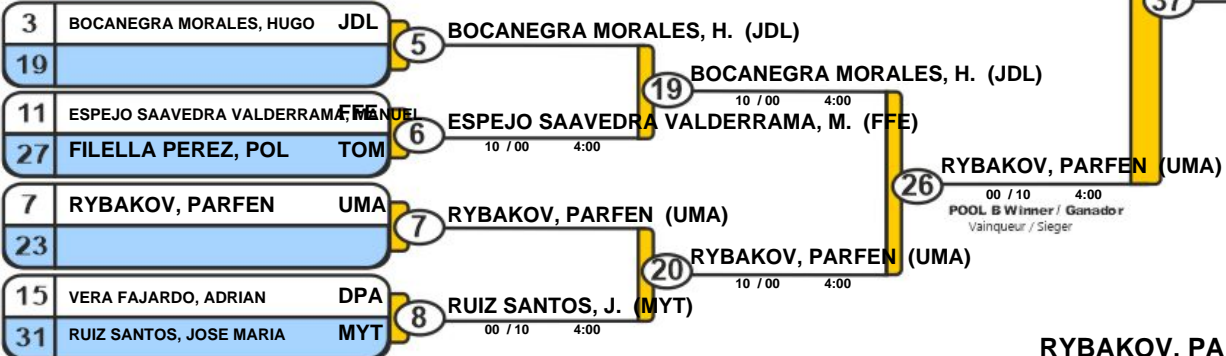 37
3 BOCANEGRA MORALES, HUGO JDL
19
5 BOCANEGRA MORALES, H. (JDL)
19 BOCANEGRA MORALES, H. (JDL)
10 / 00 4:00
11 ESPEJO SAAVEDRA VALDERRAMA, MANUEL FFE
27 FILELLA PEREZ, POL TOM
6 ESPEJO SAAVEDRA VALDERRAMA, M. (FFE)
10 / 00 4:00
26 RYBAKOV, PARFEN (UMA)
00 / 10 4:00
POOL B Winner / Ganador
Vainqueur / Sieger
7 RYBAKOV, PARFEN UMA
23
7 RYBAKOV, PARFEN (UMA)
20 RYBAKOV, PARFEN (UMA)
10 / 00 4:00
15 VERA FAJARDO, ADRIAN DPA
31 RUIZ SANTOS, JOSE MARIA MYT
8 RUIZ SANTOS, J. (MYT)
00 / 10 4:00
RYBAKOV, PA